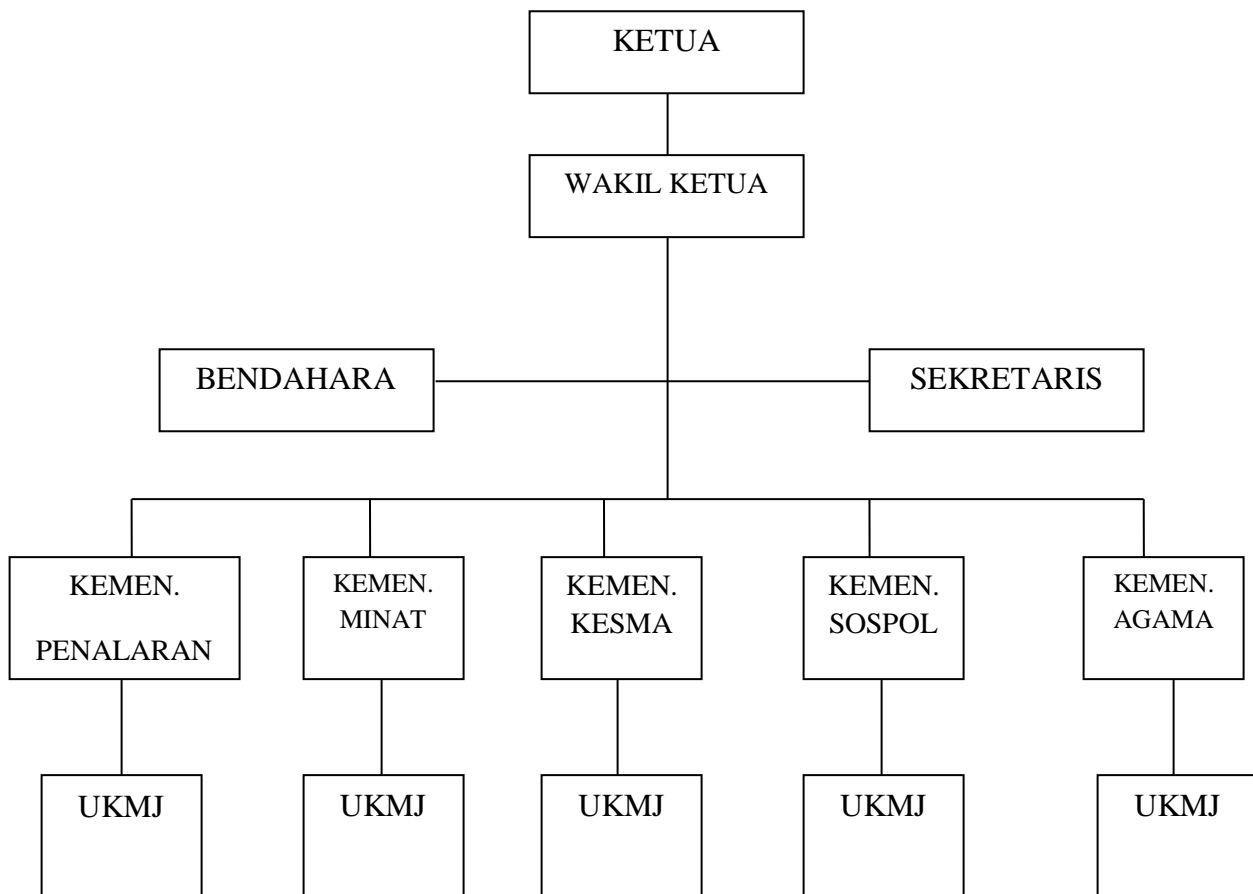 KETUA
WAKIL KETUA
BENDAHARA
SEKRETARIS
KEMEN.
PENALARAN
KEMEN.
MINAT
KEMEN.
KESMA
KEMEN.
SOSPOL
KEMEN.
AGAMA
UKMJ
UKMJ
UKMJ
UKMJ
UKMJ